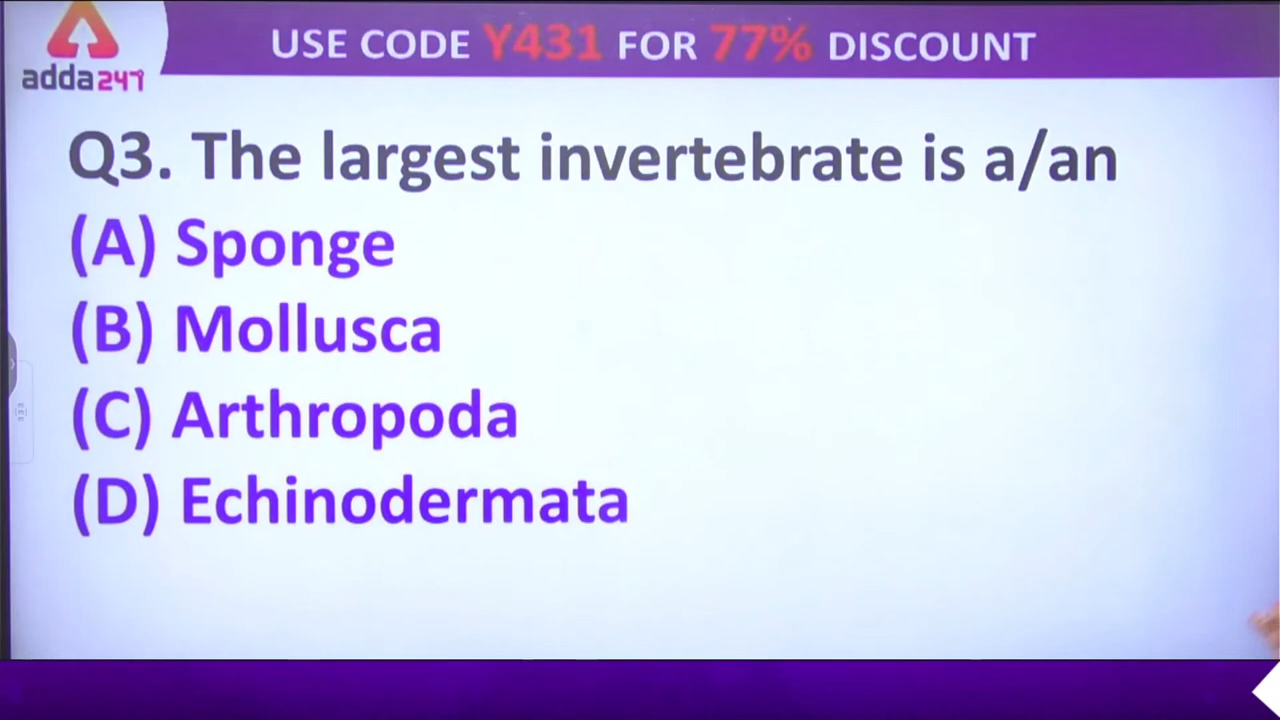 USE CODE Y431 FOR 77% DISCOUNT
adda247
Q3. The largest invertebrate is a/an
(A) Sponge
(B) Mollusca
(C) Arthropoda
(D) Echinodermata